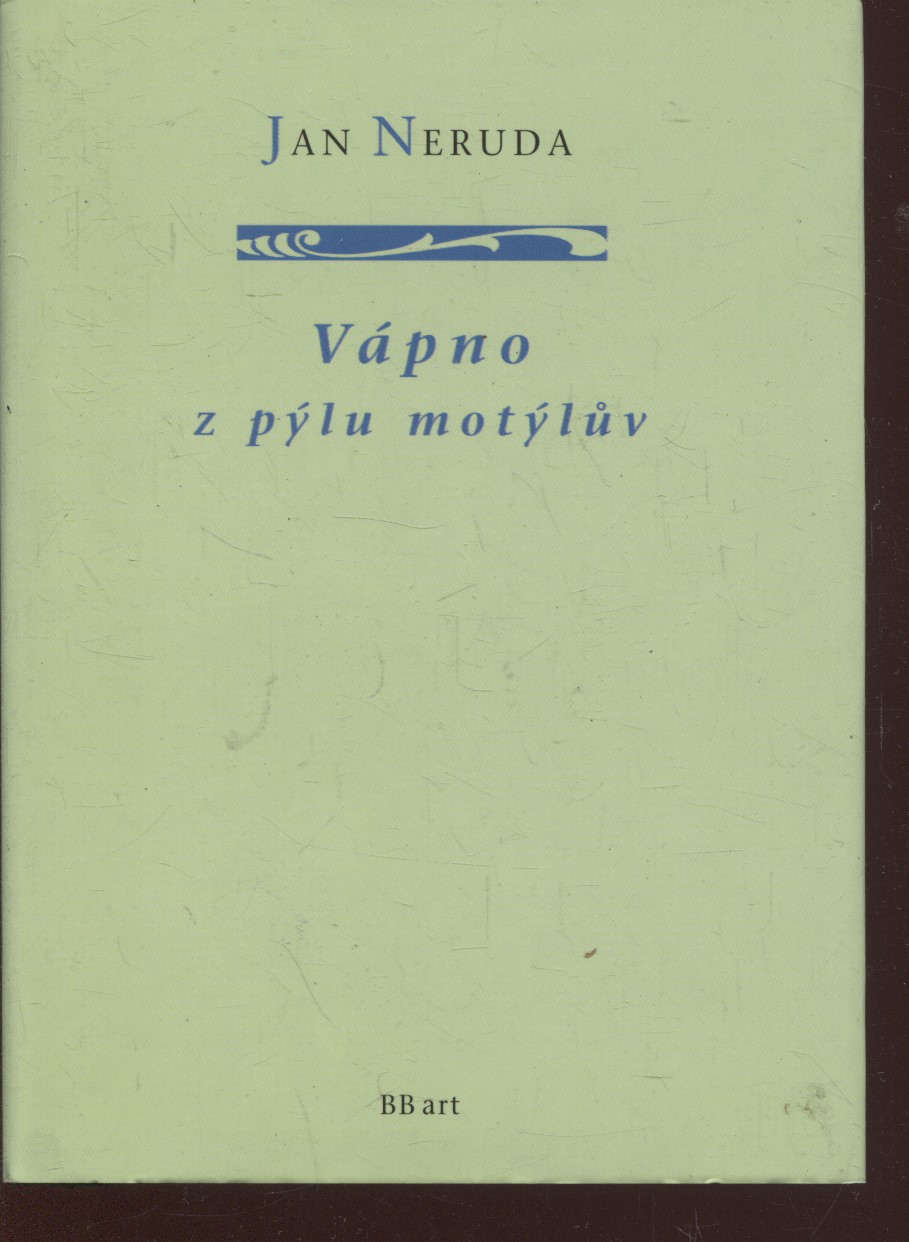 JAN NERUDA
Vápno
z pýlu motýlův
BB art